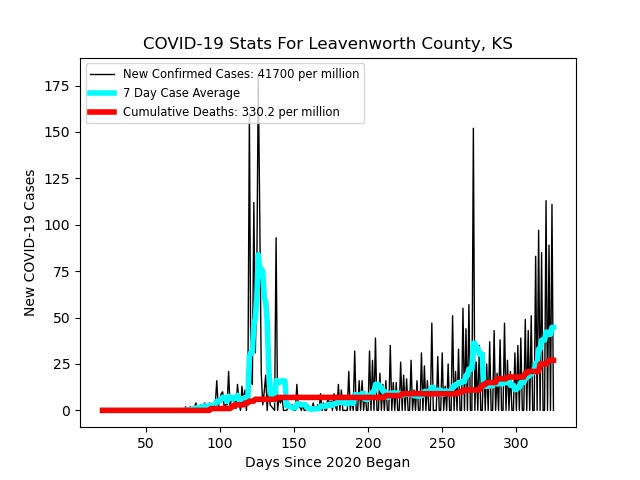 COVID-19 Stats For Leavenworth County, KS
New Confirmed Cases: 41700 per million
7 Day Case Average
Cumulative Deaths: 330.2 per million
175
150
125
100
75
50
25
0
New COVID-19 Cases
50 100 150 200 250 300
Days Since 2020 Began